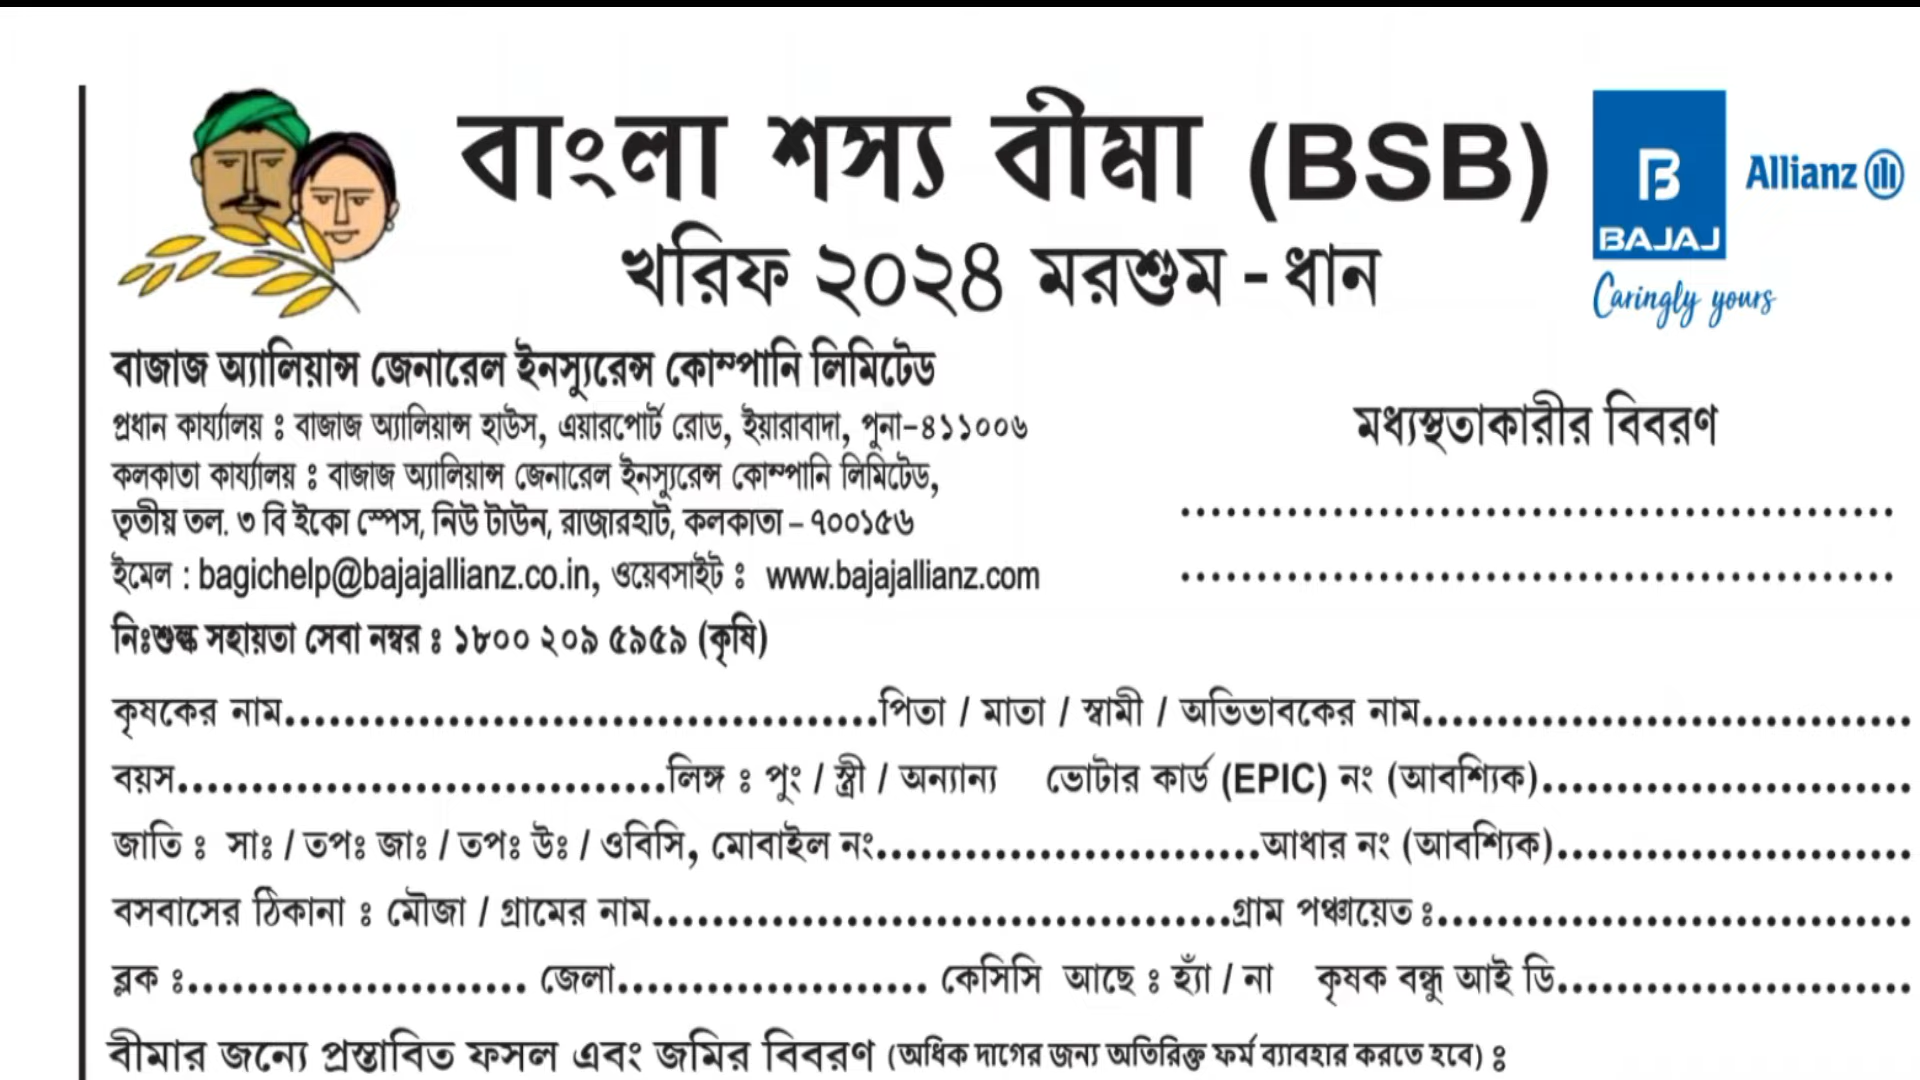 বাংলা শস্য বীমা (BSB)
খরিফ ২০২৪ মরশুম - ধান
B
BAJAJ
Allianz
Caringly yours
বাজাজ অ্যালিয়ান্স জেনারেল ইনস্যুরেন্স কোম্পানি লিমিটেড
প্রধান কার্য্যালয় ঃ বাজাজ অ্যালিয়ান্স হাউস, এয়ারপোর্ট রোড, ইয়ারাবাদা, পুনা-৪১১০০৬
কলকাতা কার্য্যালয় ঃ বাজাজ অ্যালিয়ান্স জেনারেল ইনস্যুরেন্স কোম্পানি লিমিটেড,
তৃতীয় তল. ৩ বি ইকো স্পেস, নিউ টাউন, রাজারহাট, কলকাতা – ৭০০১৫৬
ইমেল : bagichelp@bajajallianz.co.in, ওয়েবসাইট ঃ www.bajajallianz.com
নিঃশুল্ক সহায়তা সেবা নম্বর ঃ ১৮০০ ২০৯ ৫৯৫৯ (কৃষি)
মধ্যস্থতাকারীর বিবরণ
কৃষকের নাম........................................পিতা / মাতা / স্বামী / অভিভাবকের নাম.................................
বয়স.................................লিঙ্গ ঃ পুং / স্ত্রী / অন্যান্য ভোটার কার্ড (EPIC) নং (আবশ্যিক).........................
জাতি ঃ সাঃ / তপঃ জাঃ / তপঃ উঃ / ওবিসি, মোবাইল নং..........................আধার নং (আবশ্যিক)........................
বসবাসের ঠিকানা ঃ মৌজা / গ্রামের নাম.......................................গ্রাম পঞ্চায়েত ঃ................................
ব্লক ঃ....................... জেলা..................... কেসিসি আছে ঃ হ্যাঁ / না কৃষক বন্ধু আই ডি........................
বীমার জন্যে প্রস্তাবিত ফসল এবং জমির বিবরণ (অধিক দাগের জন্য অতিরিক্ত ফর্ম ব্যাবহার করতে হবে) ঃ